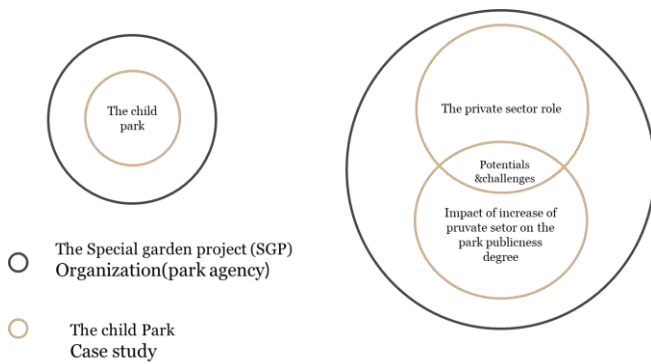 The child
park
The private sector role
Potentials
&challenges
Impact of increase of
pruvate setor on the
park publicness
degree
The Special garden project (SGP)
Organization(park agency)
The child Park
Case study